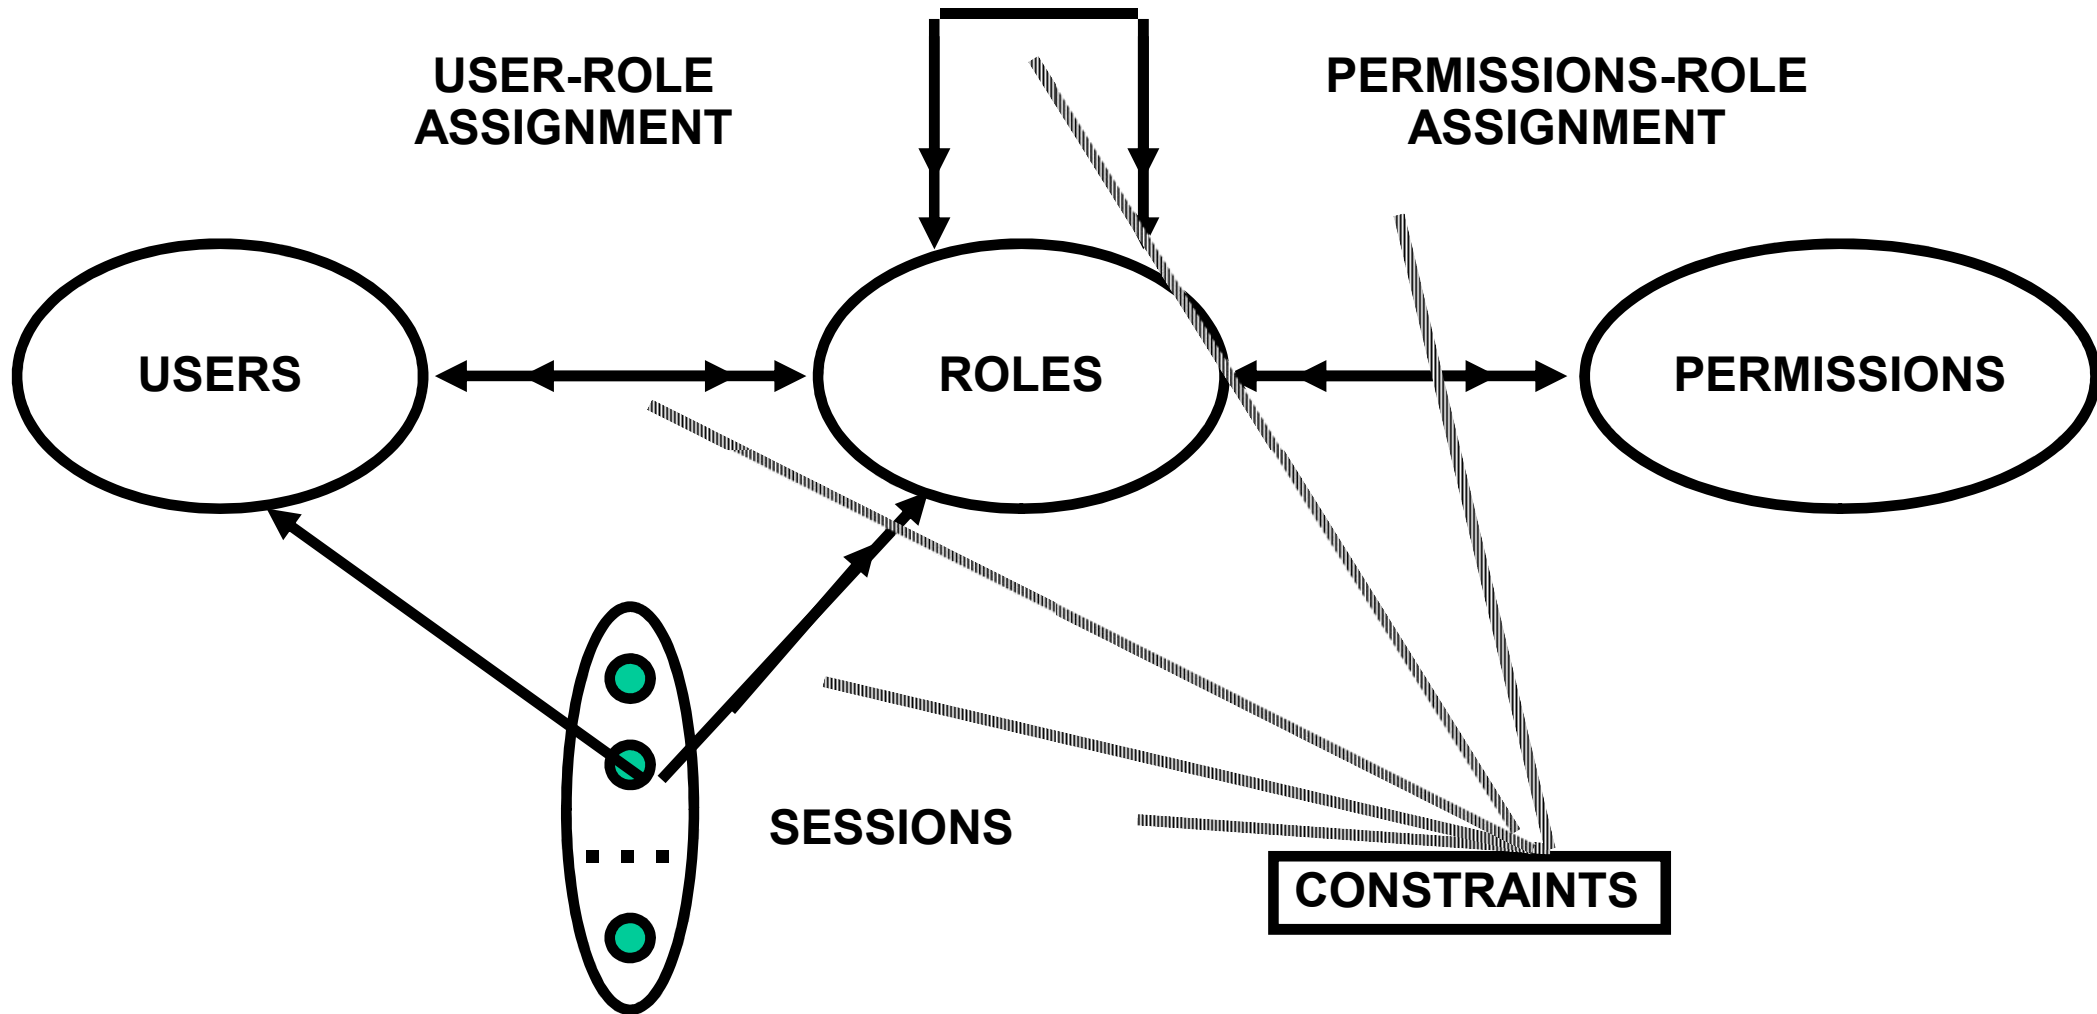 USER-ROLE
ASSIGNMENT
PERMISSIONS-ROLE
ASSIGNMENT
USERS
ROLES
PERMISSIONS
SESSIONS
CONSTRAINTS